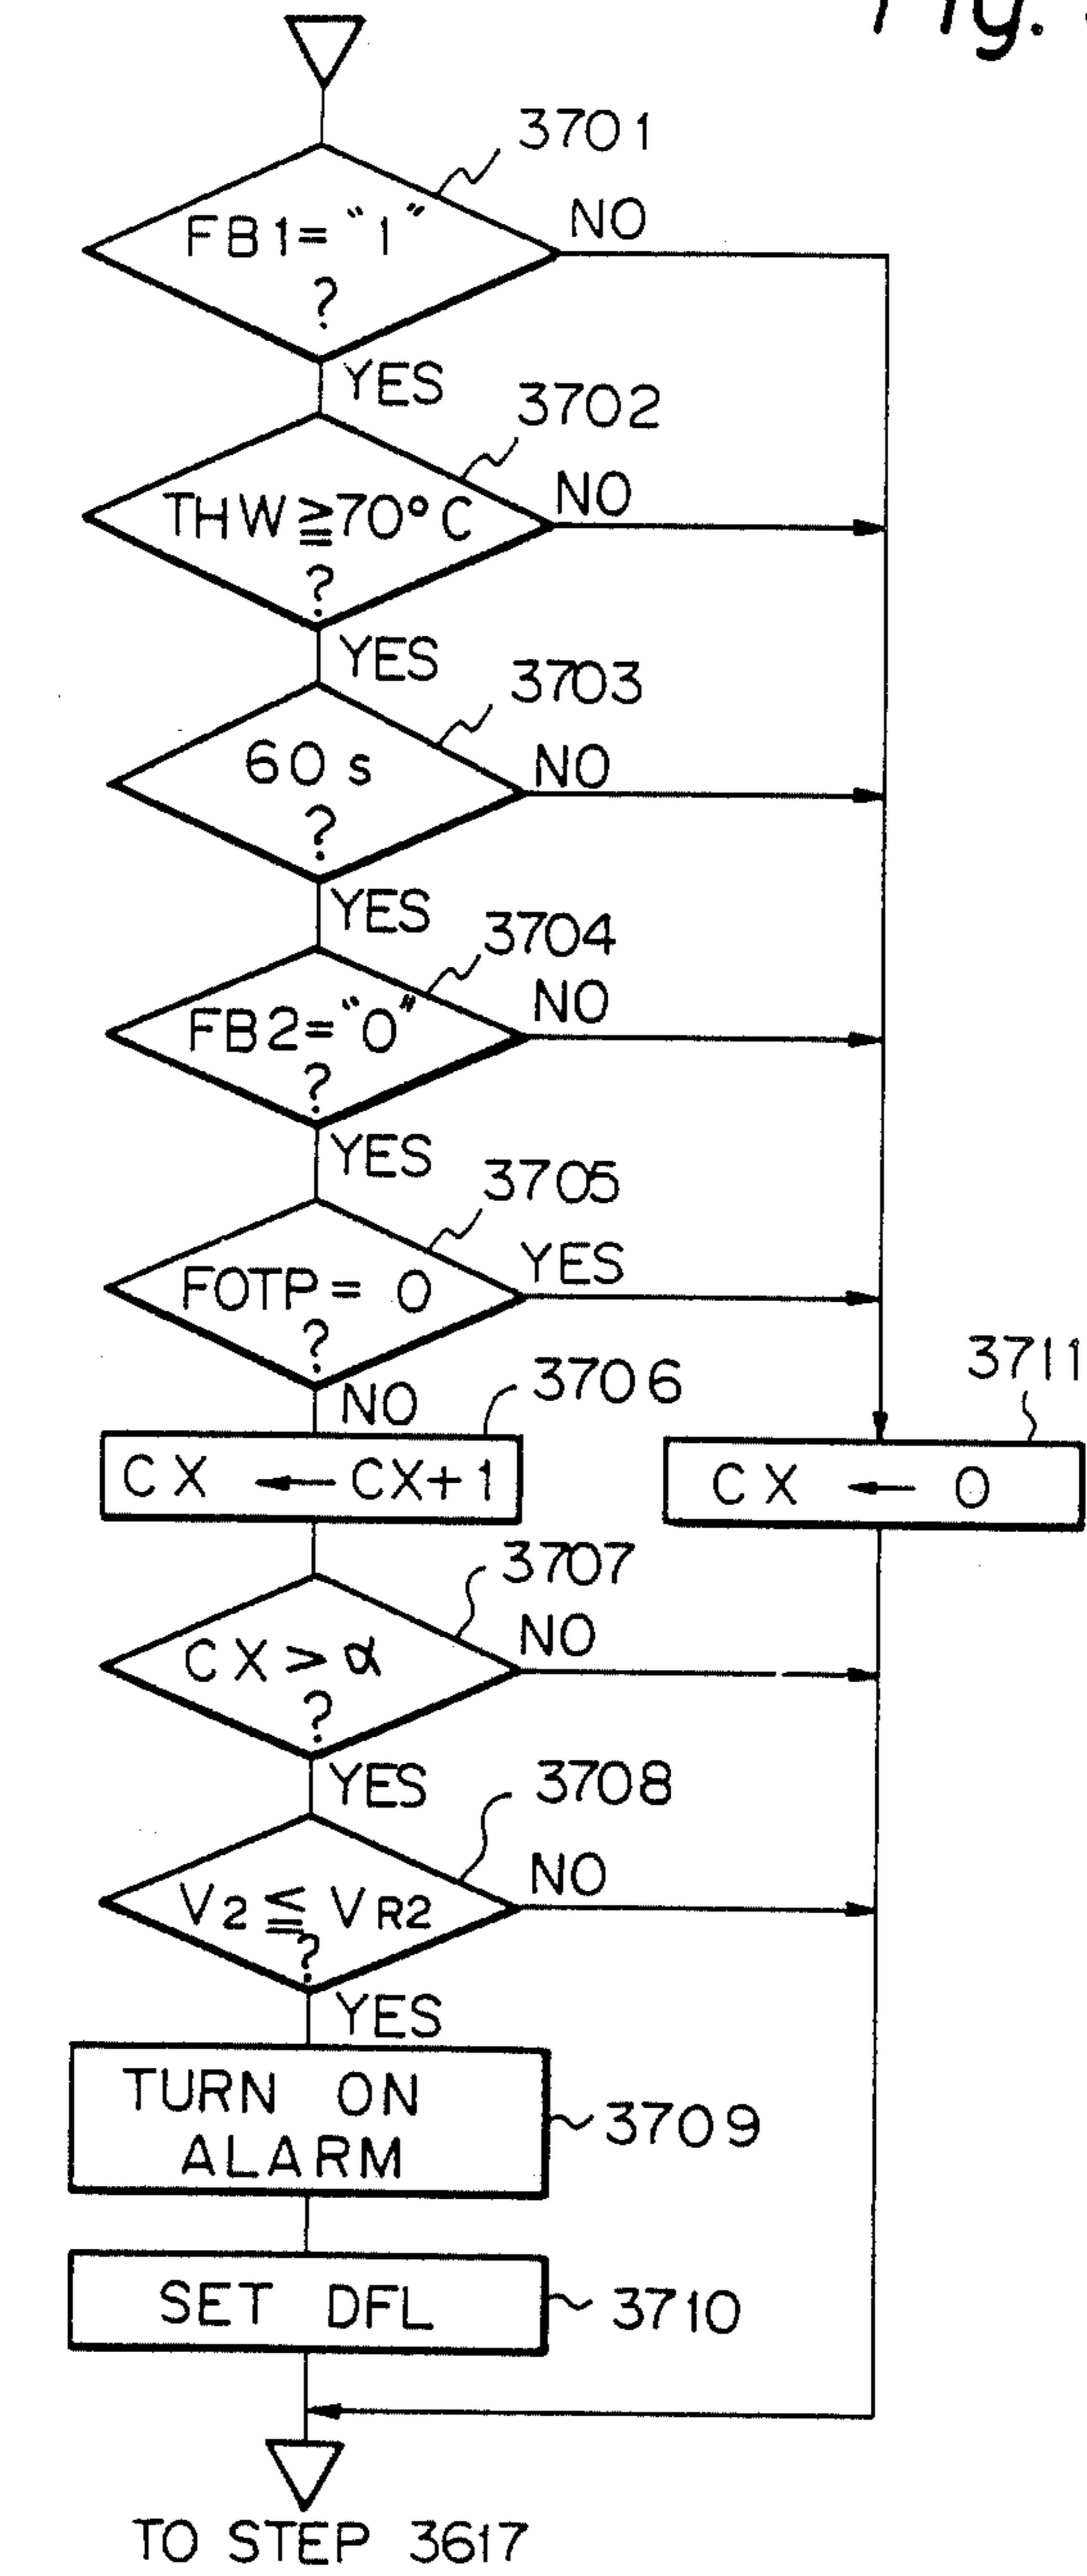 Fig.
3701
FB1= "1"
?
NO
YES
3702
THW≧70°C
?
NO
YES
3703
60 s
?
NO
YES
3704
FB2= "0"
?
NO
YES
3705
FOTP = 0
?
YES
NO
3706
CX ← CX+1
3711
CX ← 0
3707
CX > α
?
NO
YES
3708
V2 ≦ VR2
?
NO
YES
TURN ON
ALARM
3709
SET DFL
3710
TO STEP 3617